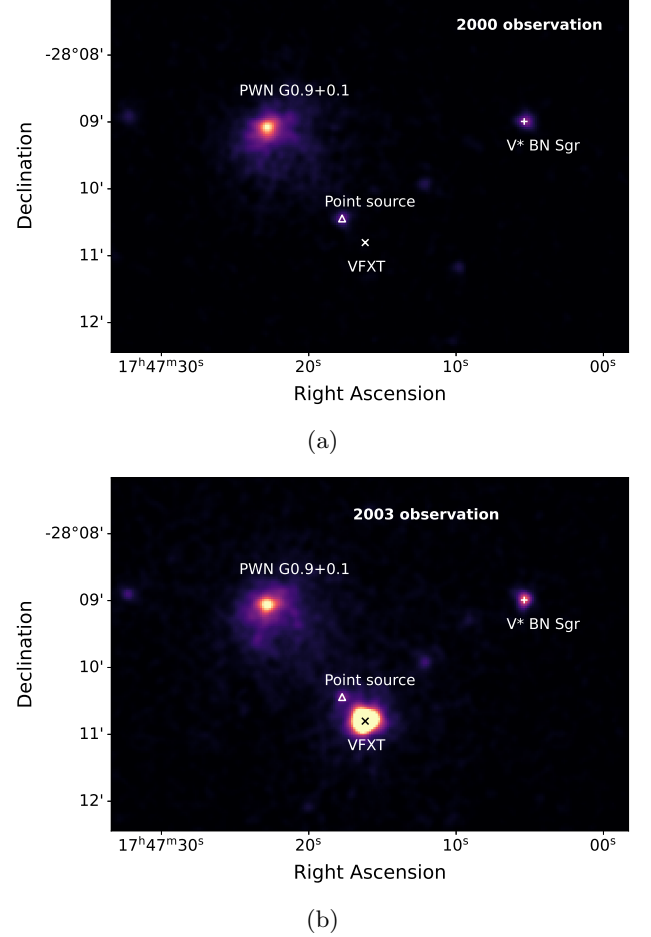 2000 observation
-28°08'
PWN G0.9+0.1
09'
V* BN Sgr
10'
Point source
11'
VFXT
12'
17ʰ47ᵐ30ˢ 20ˢ 10ˢ 00ˢ
Declination
Right Ascension
(a)
2003 observation
-28°08'
PWN G0.9+0.1
09'
V* BN Sgr
10'
Point source
11'
VFXT
12'
17ʰ47ᵐ30ˢ 20ˢ 10ˢ 00ˢ
Declination
Right Ascension
(b)